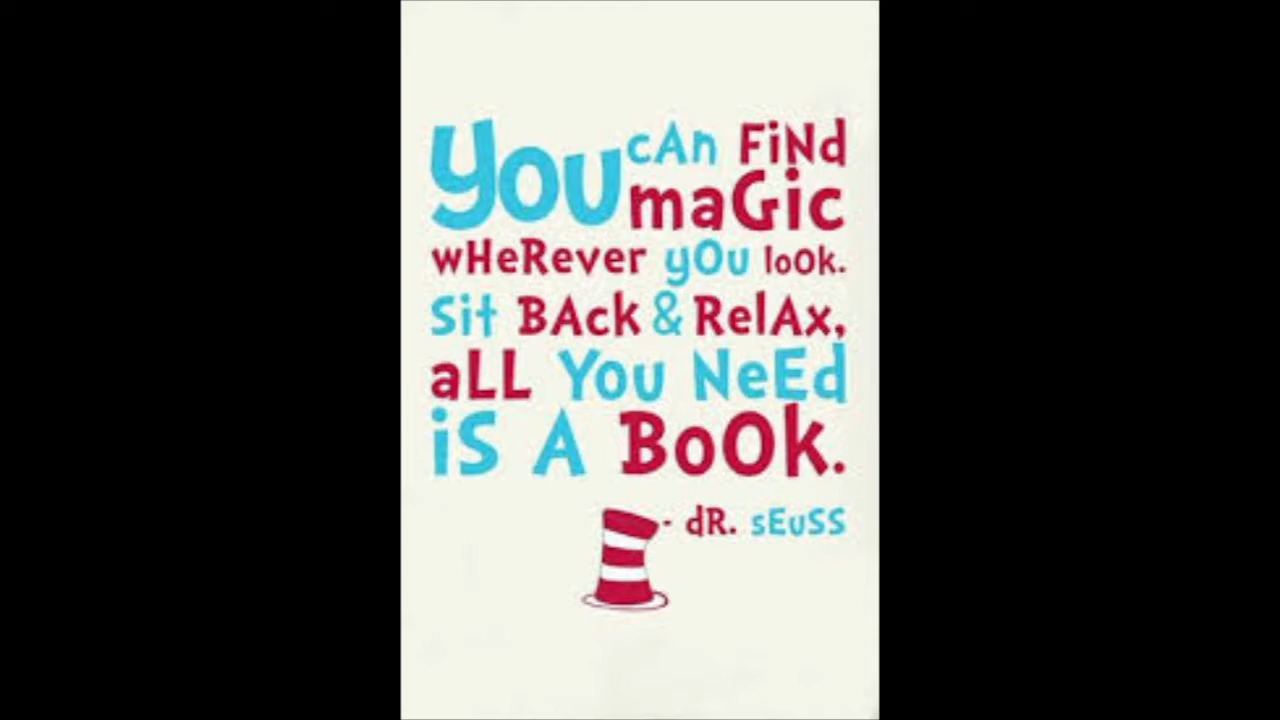 You cAn FiNd
maGic
wHeRever yOu loOk.
Sit BAck & RelAx,
aLL You NeEd
iS A BoOk.
- dR. sEuSS